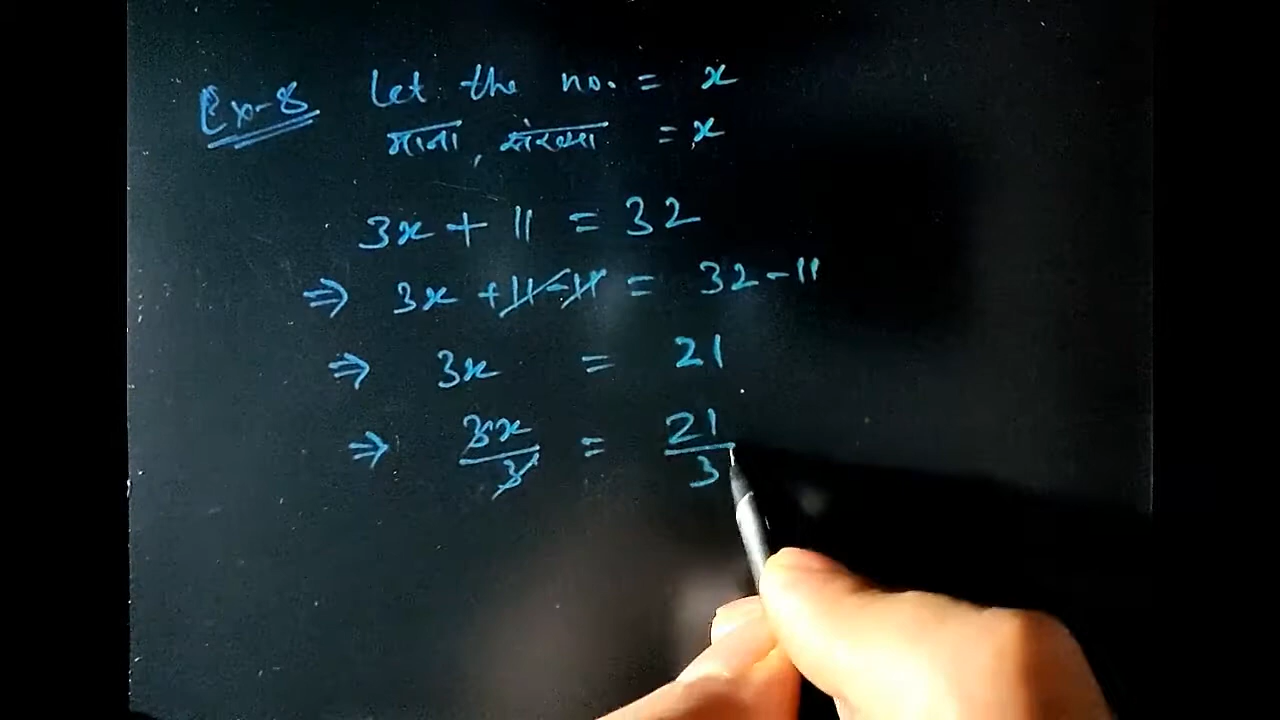 Ex-8 Let the no. = x
माना, संख्या = x
3x + 11 = 32
⇒ 3x + 11 - 11 = 32 - 11
⇒ 3x = 21
⇒ 3x/3 = 21/3